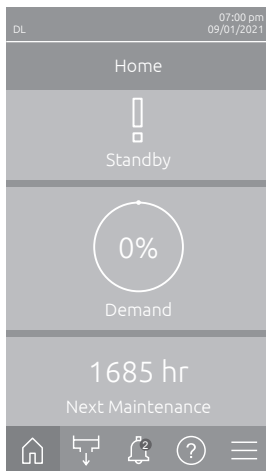 07:00 pm
DL 09/01/2021
Home
Standby
0%
Demand
1685 hr
Next Maintenance
2
?